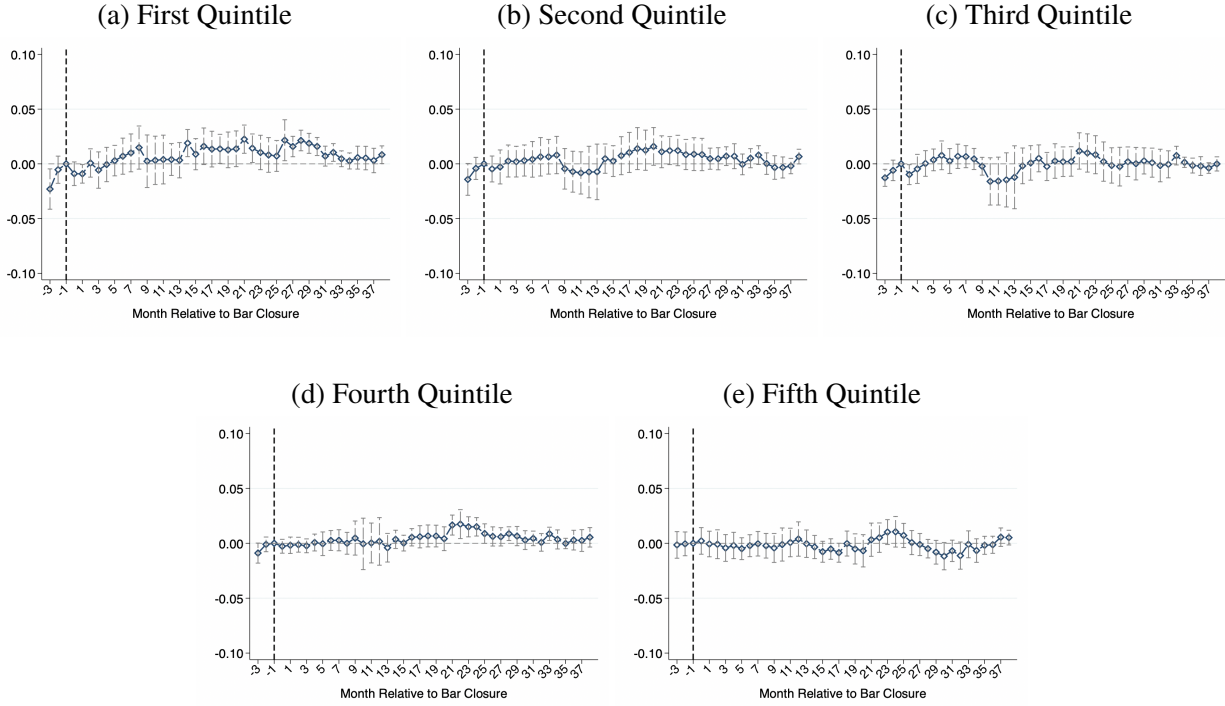 (a) First Quintile
0.10
0.05
0.00
-0.05
-0.10
-3 -1 1 3 5 7 9 11 13 15 17 19 21 23 25 27 29 31 33 35 37
Month Relative to Bar Closure
(b) Second Quintile
0.10
0.05
0.00
-0.05
-0.10
-3 -1 1 3 5 7 9 11 13 15 17 19 21 23 25 27 29 31 33 35 37
Month Relative to Bar Closure
(c) Third Quintile
0.10
0.05
0.00
-0.05
-0.10
-3 -1 1 3 5 7 9 11 13 15 17 19 21 23 25 27 29 31 33 35 37
Month Relative to Bar Closure
(d) Fourth Quintile
0.10
0.05
0.00
-0.05
-0.10
-3 -1 1 3 5 7 9 11 13 15 17 19 21 23 25 27 29 31 33 35 37
Month Relative to Bar Closure
(e) Fifth Quintile
0.10
0.05
0.00
-0.05
-0.10
-3 -1 1 3 5 7 9 11 13 15 17 19 21 23 25 27 29 31 33 35 37
Month Relative to Bar Closure